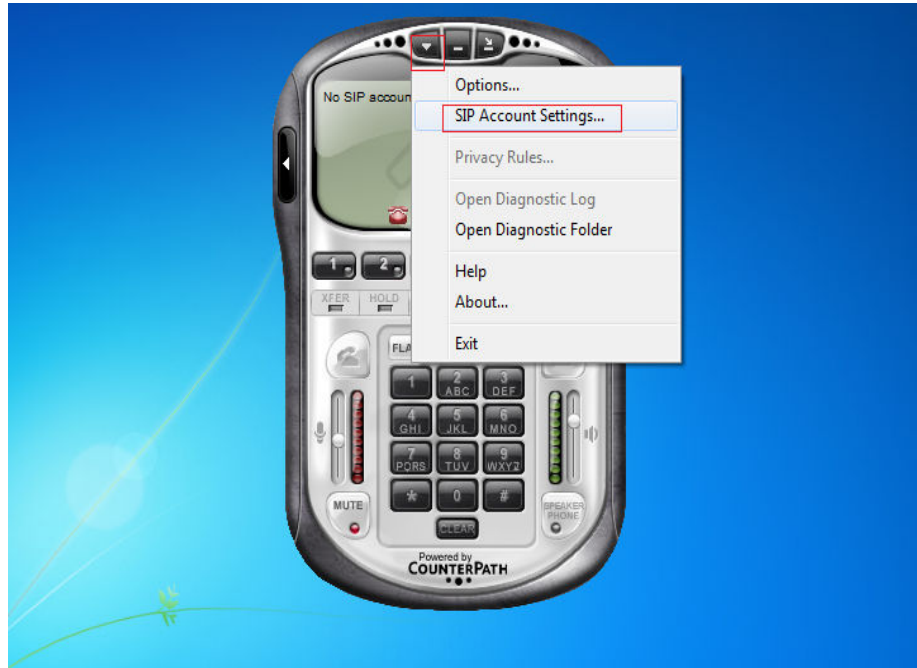 No SIP accoun
Options...
SIP Account Settings...
Privacy Rules...
Open Diagnostic Log
Open Diagnostic Folder
Help
About...
Exit
1 2
XFER HOLD
FLA
1 2 ABC 3 DEF
4 GHI 5 JKL 6 MNO
7 PQRS 8 TUV 9 WXYZ
* 0 #
MUTE
SPEAKER
PHONE
CLEAR
Powered by
COUNTERPATH